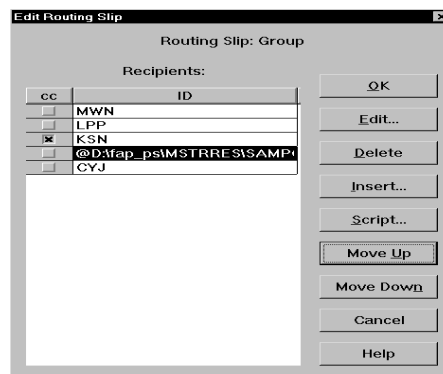 Edit Routing Slip
Routing Slip: Group
Recipients:
cc ID
MWN
LPP
KSN
@D:\fap_ps\MSTRRES\SAMP
CYJ
OK
Edit...
Delete
Insert...
Script...
Move Up
Move Down
Cancel
Help